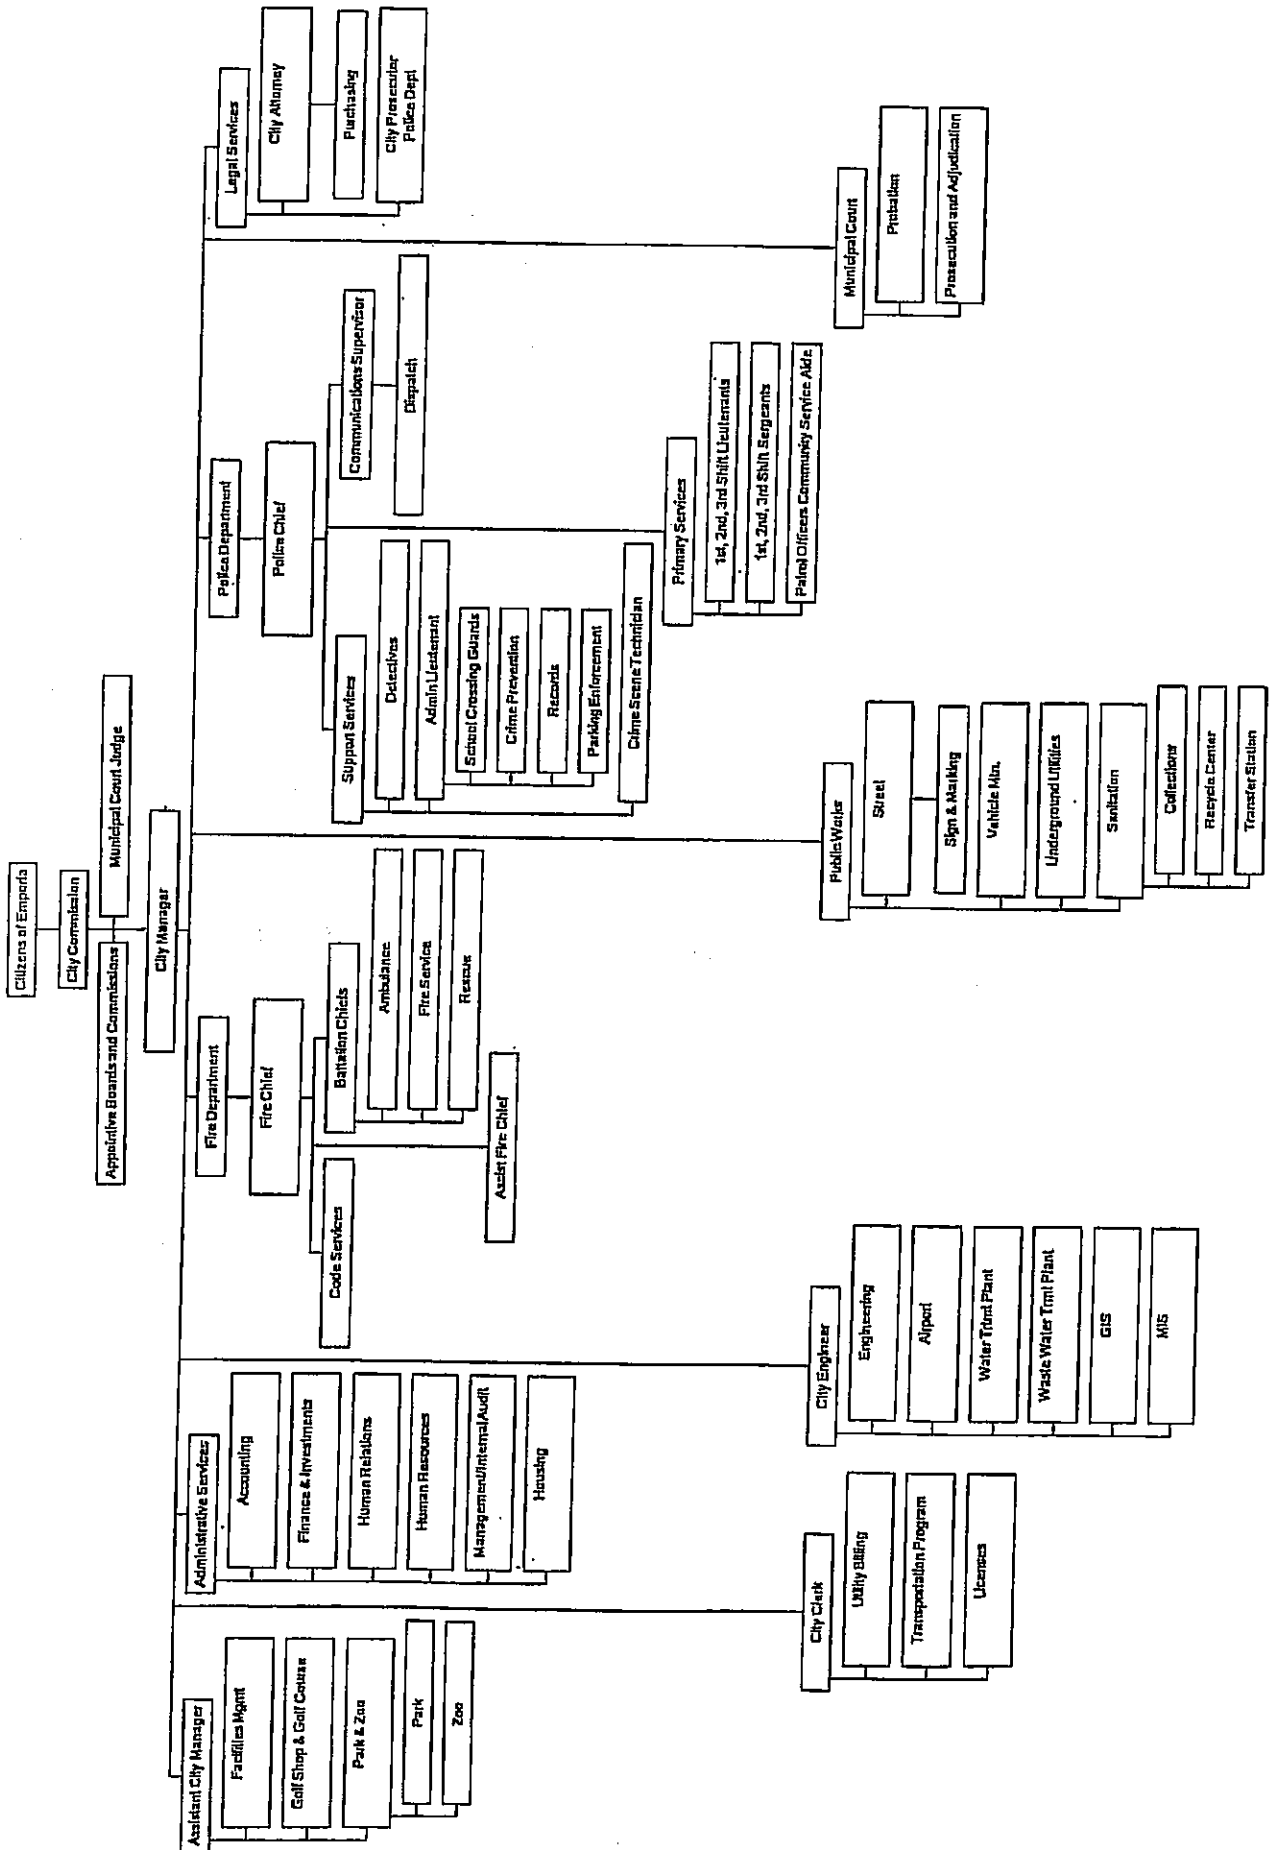 Citizens of Emporia
City Commission
Appointive Boards and Commissions
Municipal Court Judge
City Manager
Assistant City Manager
Facilities Mgmt
Golf Shop & Golf Course
Park & Zoo
Park
Zoo
City Clerk
Utility Billing
Transportation Program
Licenses
Administrative Services
Accounting
Finance & Investments
Human Relations
Human Resources
Management/Internal Audit
Housing
City Engineer
Engineering
Airport
Water Trtmt Plant
Waste Water Trmt Plant
GIS
MIS
Fire Department
Fire Chief
Code Services
Battation Chiefs
Ambulance
Fire Service
Rescue
Assist Fire Chief
Public Works
Street
Sign & Marking
Vehicle Mtn.
Underground Utilities
Sanitation
Collections
Recycle Center
Transfer Station
Police Department
Police Chief
Support Services
Detectives
Admin Lieutenant
School Crossing Guards
Crime Prevention
Records
Parking Enforcement
Crime Scene Technician
Communications Supervisor
Dispatch
Primary Services
1st, 2nd, 3rd Shift Lieutenants
1st, 2nd, 3rd Shift Sergeants
Patrol Officers Community Service Aide
Legal Services
City Attorney
Purchasing
City Prosecutor
Police Dept
Municipal Court
Probation
Prosecution and Adjudication